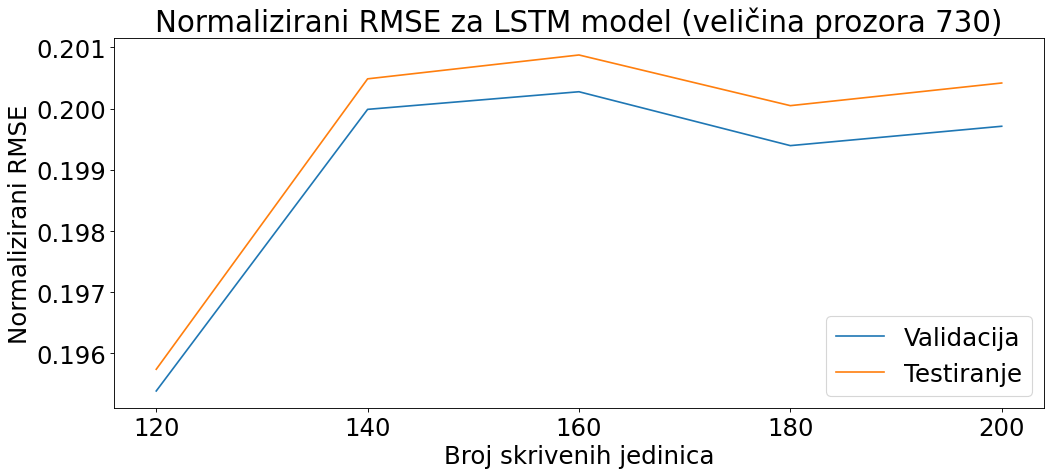 Normalizirani RMSE za LSTM model (veličina prozora 730)
Normalizirani RMSE
0.201
0.200
0.199
0.198
0.197
0.196
120 140 160 180 200
Broj skrivenih jedinica
Validacija
Testiranje